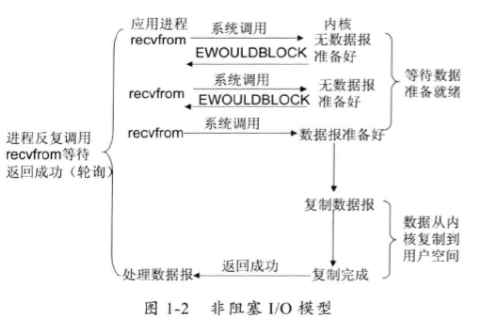 应用进程
系统调用
内核
recvfrom
无数据报
EWOULDBLOCK
准备好
系统调用
recvfrom
无数据报
EWOULDBLOCK
准备好
等待数据
准备就绪
系统调用
recvfrom
数据报准备好
进程反复调用
recvfrom等待
返回成功（轮询）
复制数据报
数据从内
核复制到
用户空间
返回成功
处理数据报
复制完成
图 1-2 非阻塞 I/O 模型